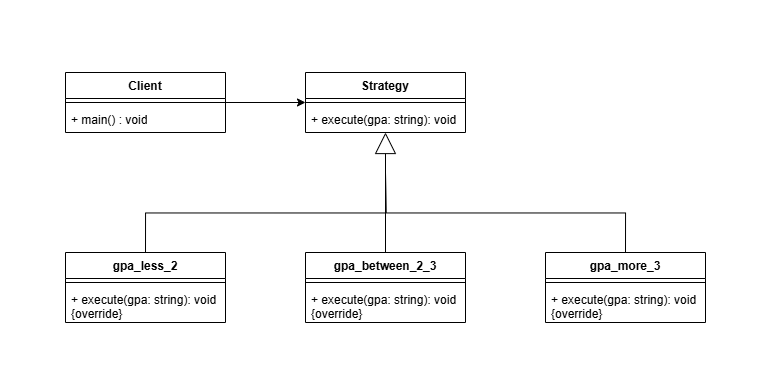 Client
+ main() : void
Strategy
+ execute(gpa: string): void
gpa_less_2
+ execute(gpa: string): void
{override}
gpa_between_2_3
+ execute(gpa: string): void
{override}
gpa_more_3
+ execute(gpa: string): void
{override}